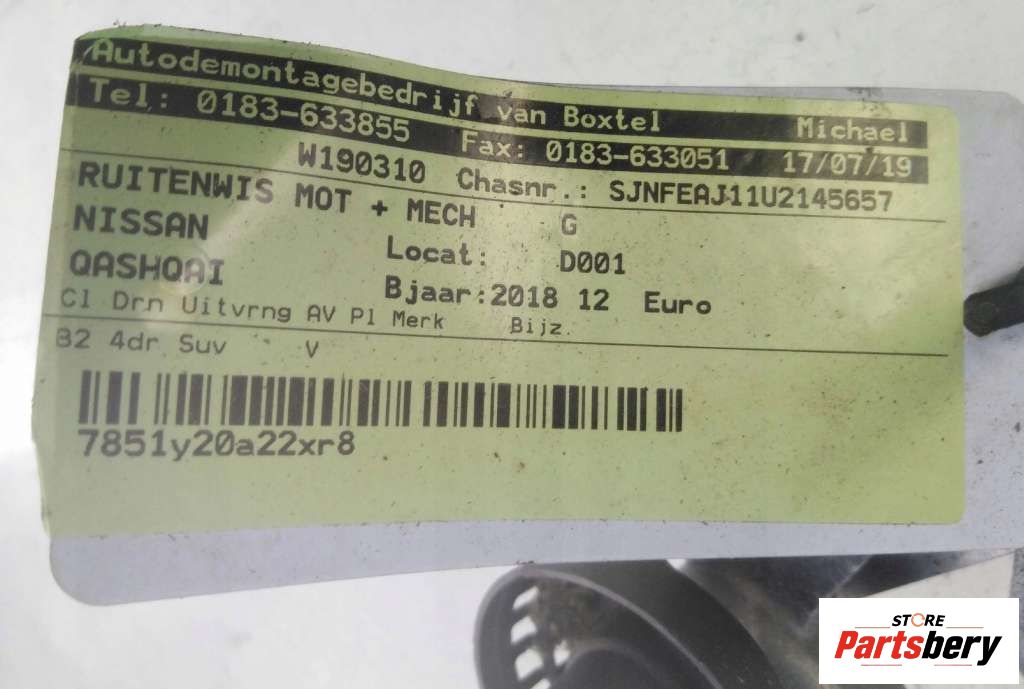 Autodemontagebedrijf van Boxtel Michael
Tel: 0183-633855 Fax: 0183-633051 17/07/19
W190310 Chasnr.: SJNFEAJ11U2145657
RUITENWIS MOT + MECH G
NISSAN Locat: D001
QASHQAI Bjaar:2018 12 Euro
Cl Drn Uitvrng AV Pl Merk Bijz.
B2 4dr Suv V
7851y20a22xr8
STORE
Partsbery